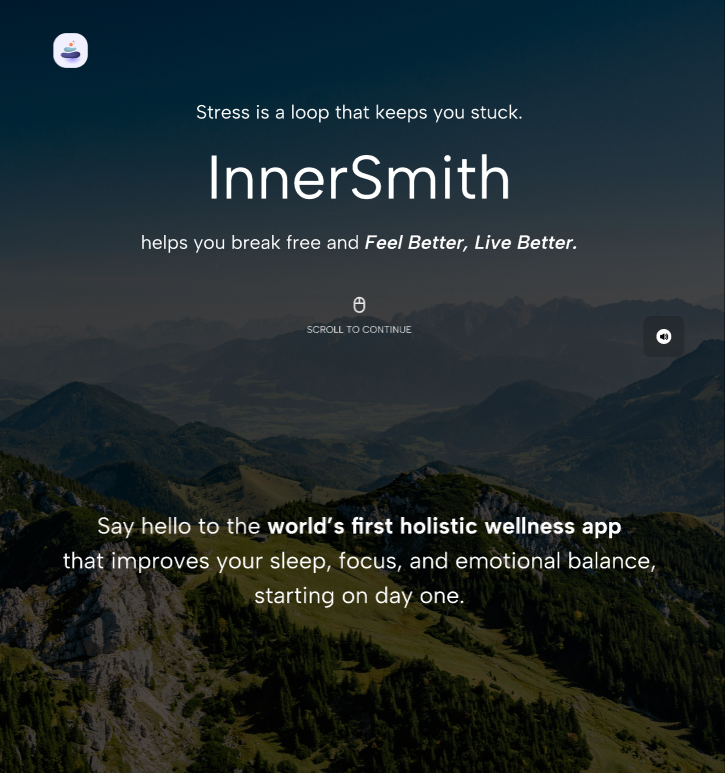 Stress is a loop that keeps you stuck.
InnerSmith
helps you break free and Feel Better, Live Better.
SCROLL TO CONTINUE
Say hello to the world’s first holistic wellness app
that improves your sleep, focus, and emotional balance,
starting on day one.